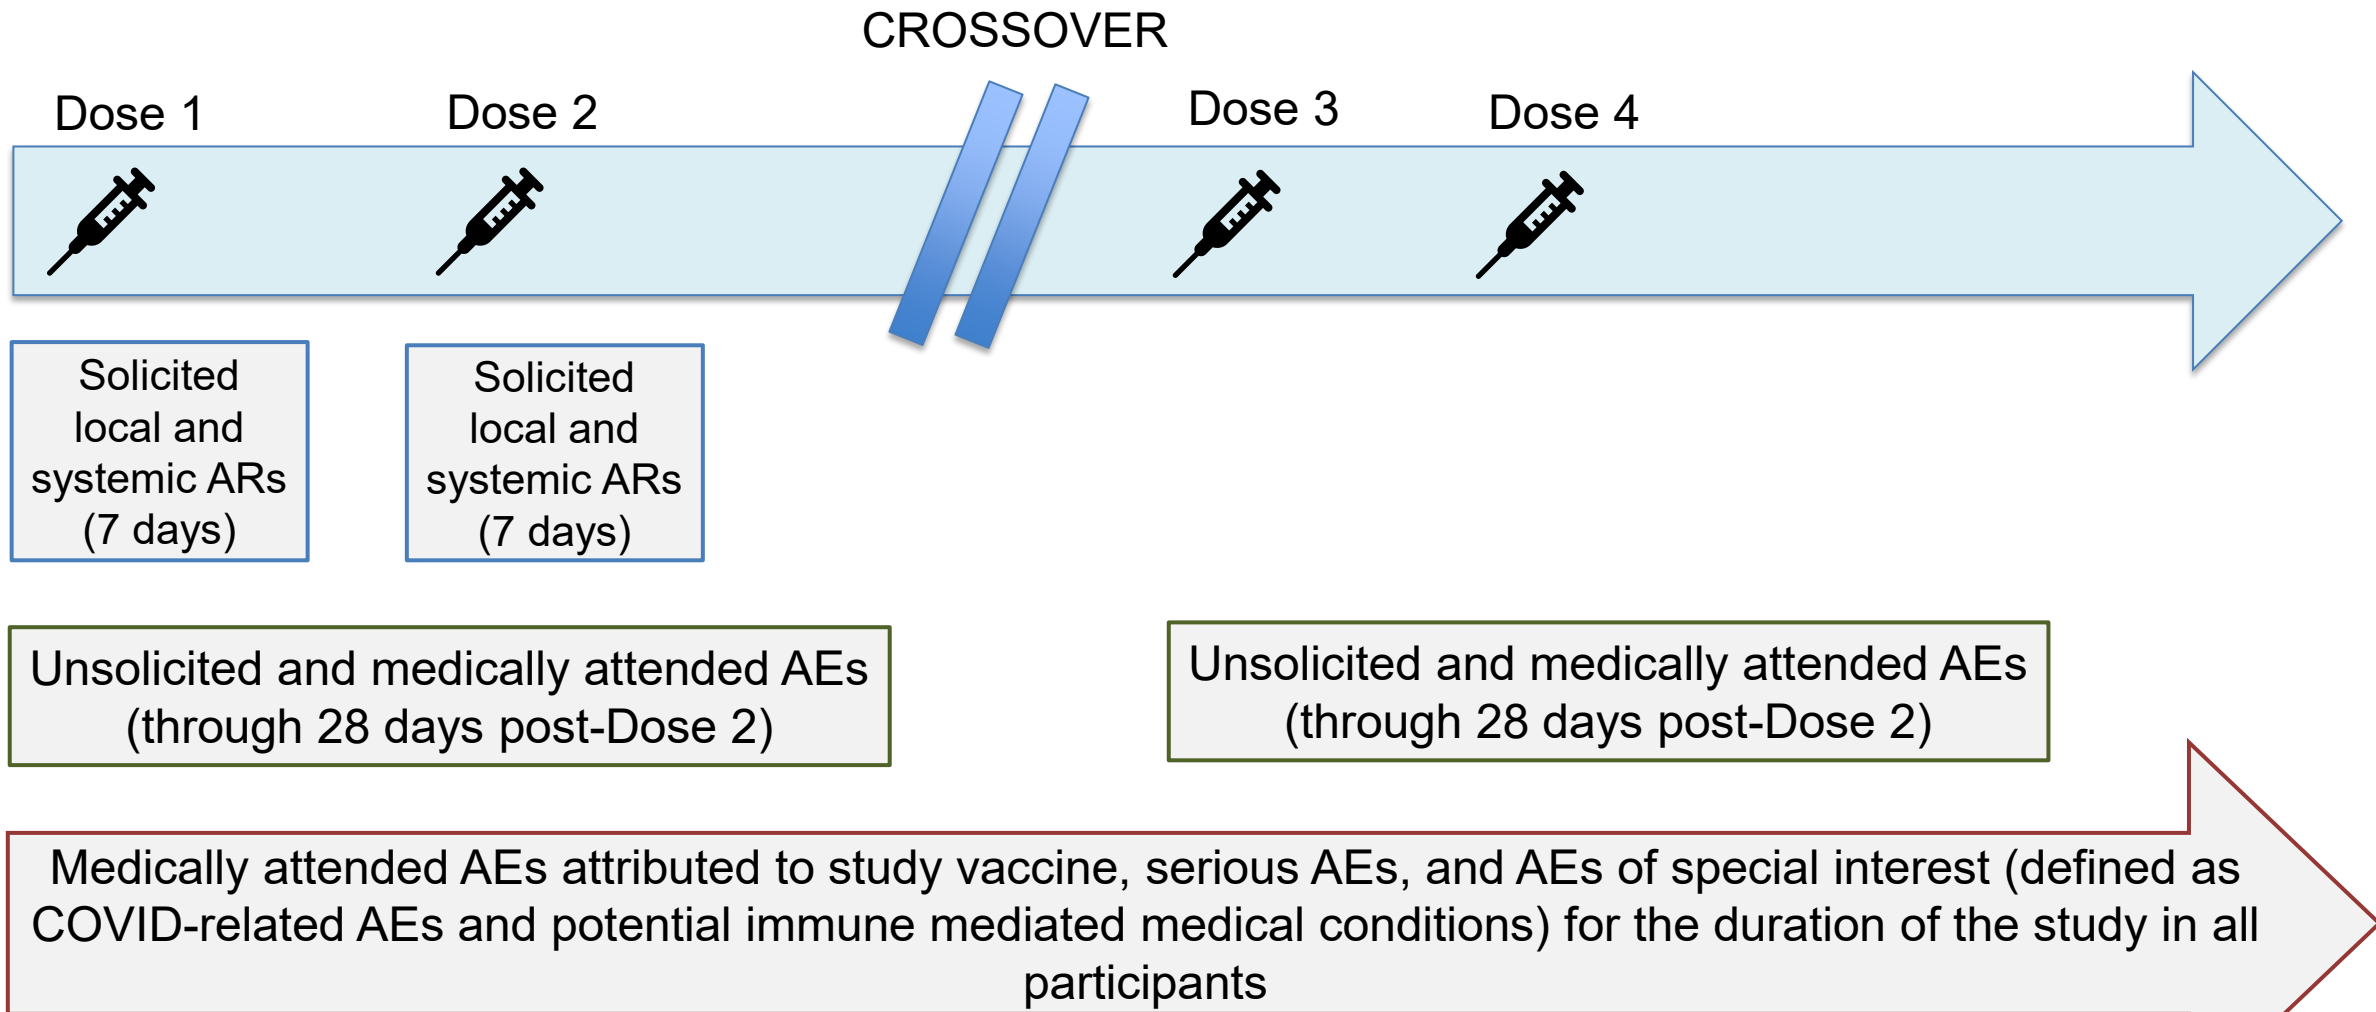 CROSSOVER
Dose 1
Dose 2
Dose 3
Dose 4
Solicited
local and
systemic ARs
(7 days)
Solicited
local and
systemic ARs
(7 days)
Unsolicited and medically attended AEs
(through 28 days post-Dose 2)
Unsolicited and medically attended AEs
(through 28 days post-Dose 2)
Medically attended AEs attributed to study vaccine, serious AEs, and AEs of special interest (defined as
COVID-related AEs and potential immune mediated medical conditions) for the duration of the study in all
participants